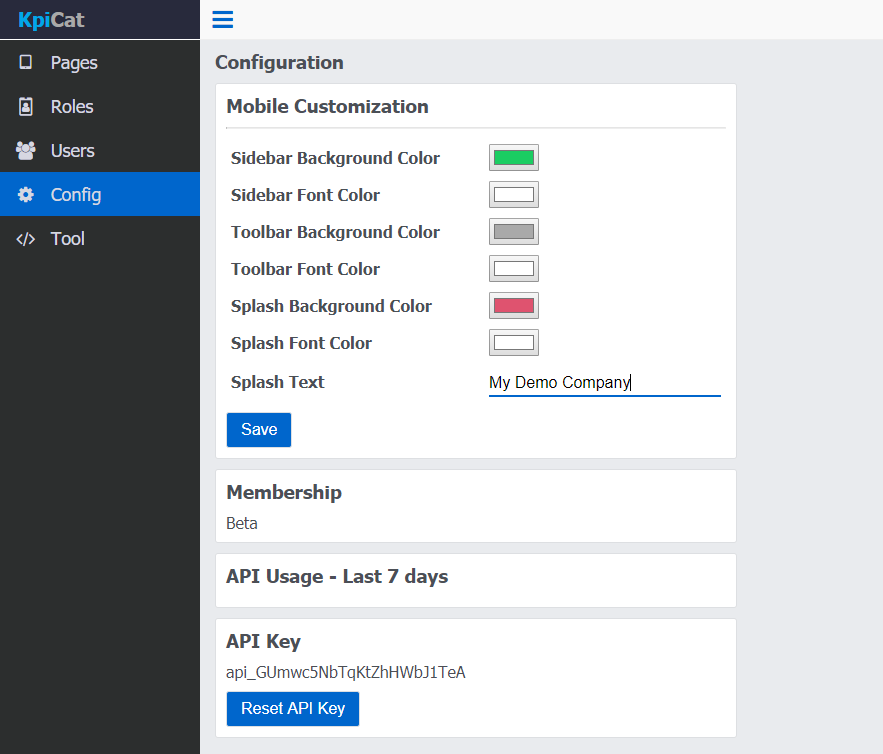 KpiCat
Pages
Roles
Users
Config
Tool
Configuration
Mobile Customization
Sidebar Background Color
Sidebar Font Color
Toolbar Background Color
Toolbar Font Color
Splash Background Color
Splash Font Color
Splash Text My Demo Company
Save
Membership
Beta
API Usage - Last 7 days
API Key
api_GUmwc5NbTqKtZhHWbJ1TeA
Reset API Key